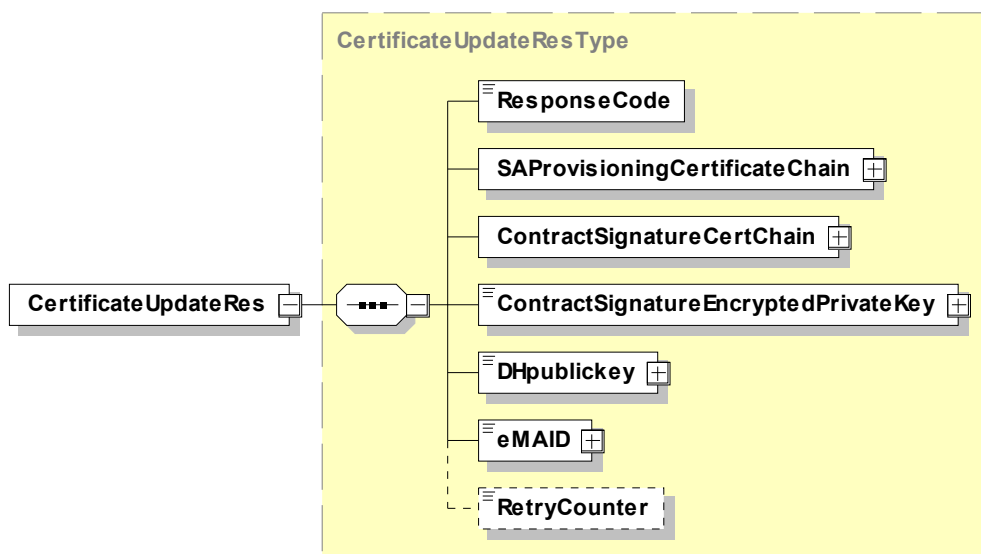 CertificateUpdateResType
ResponseCode
SAProvisioningCertificateChain
ContractSignatureCertChain
CertificateUpdateRes
ContractSignatureEncryptedPrivateKey
DHpublickey
eMAID
RetryCounter